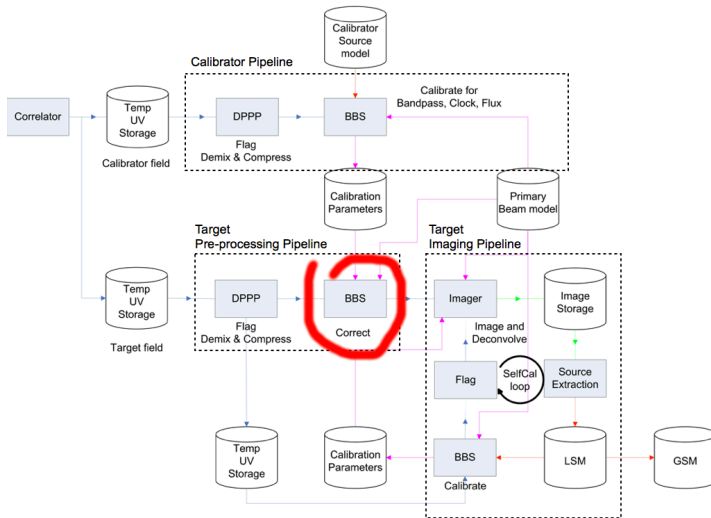 Calibrator
Source
model
Calibrator Pipeline
Calibrate for
Bandpass, Clock, Flux
Correlator
Temp
UV
Storage
DPPP
BBS
Flag
Demix & Compress
Calibrator field
Calibration
Parameters
Primary
Beam model
Target
Pre-processing Pipeline
Target
Imaging Pipeline
Temp
UV
Storage
DPPP
BBS
Imager
Image
Storage
Flag
Demix & Compress
Correct
Image and
Deconvolve
Target field
Flag
SelfCal
loop
Source
Extraction
Temp
UV
Storage
Calibration
Parameters
BBS
LSM
GSM
Calibrate